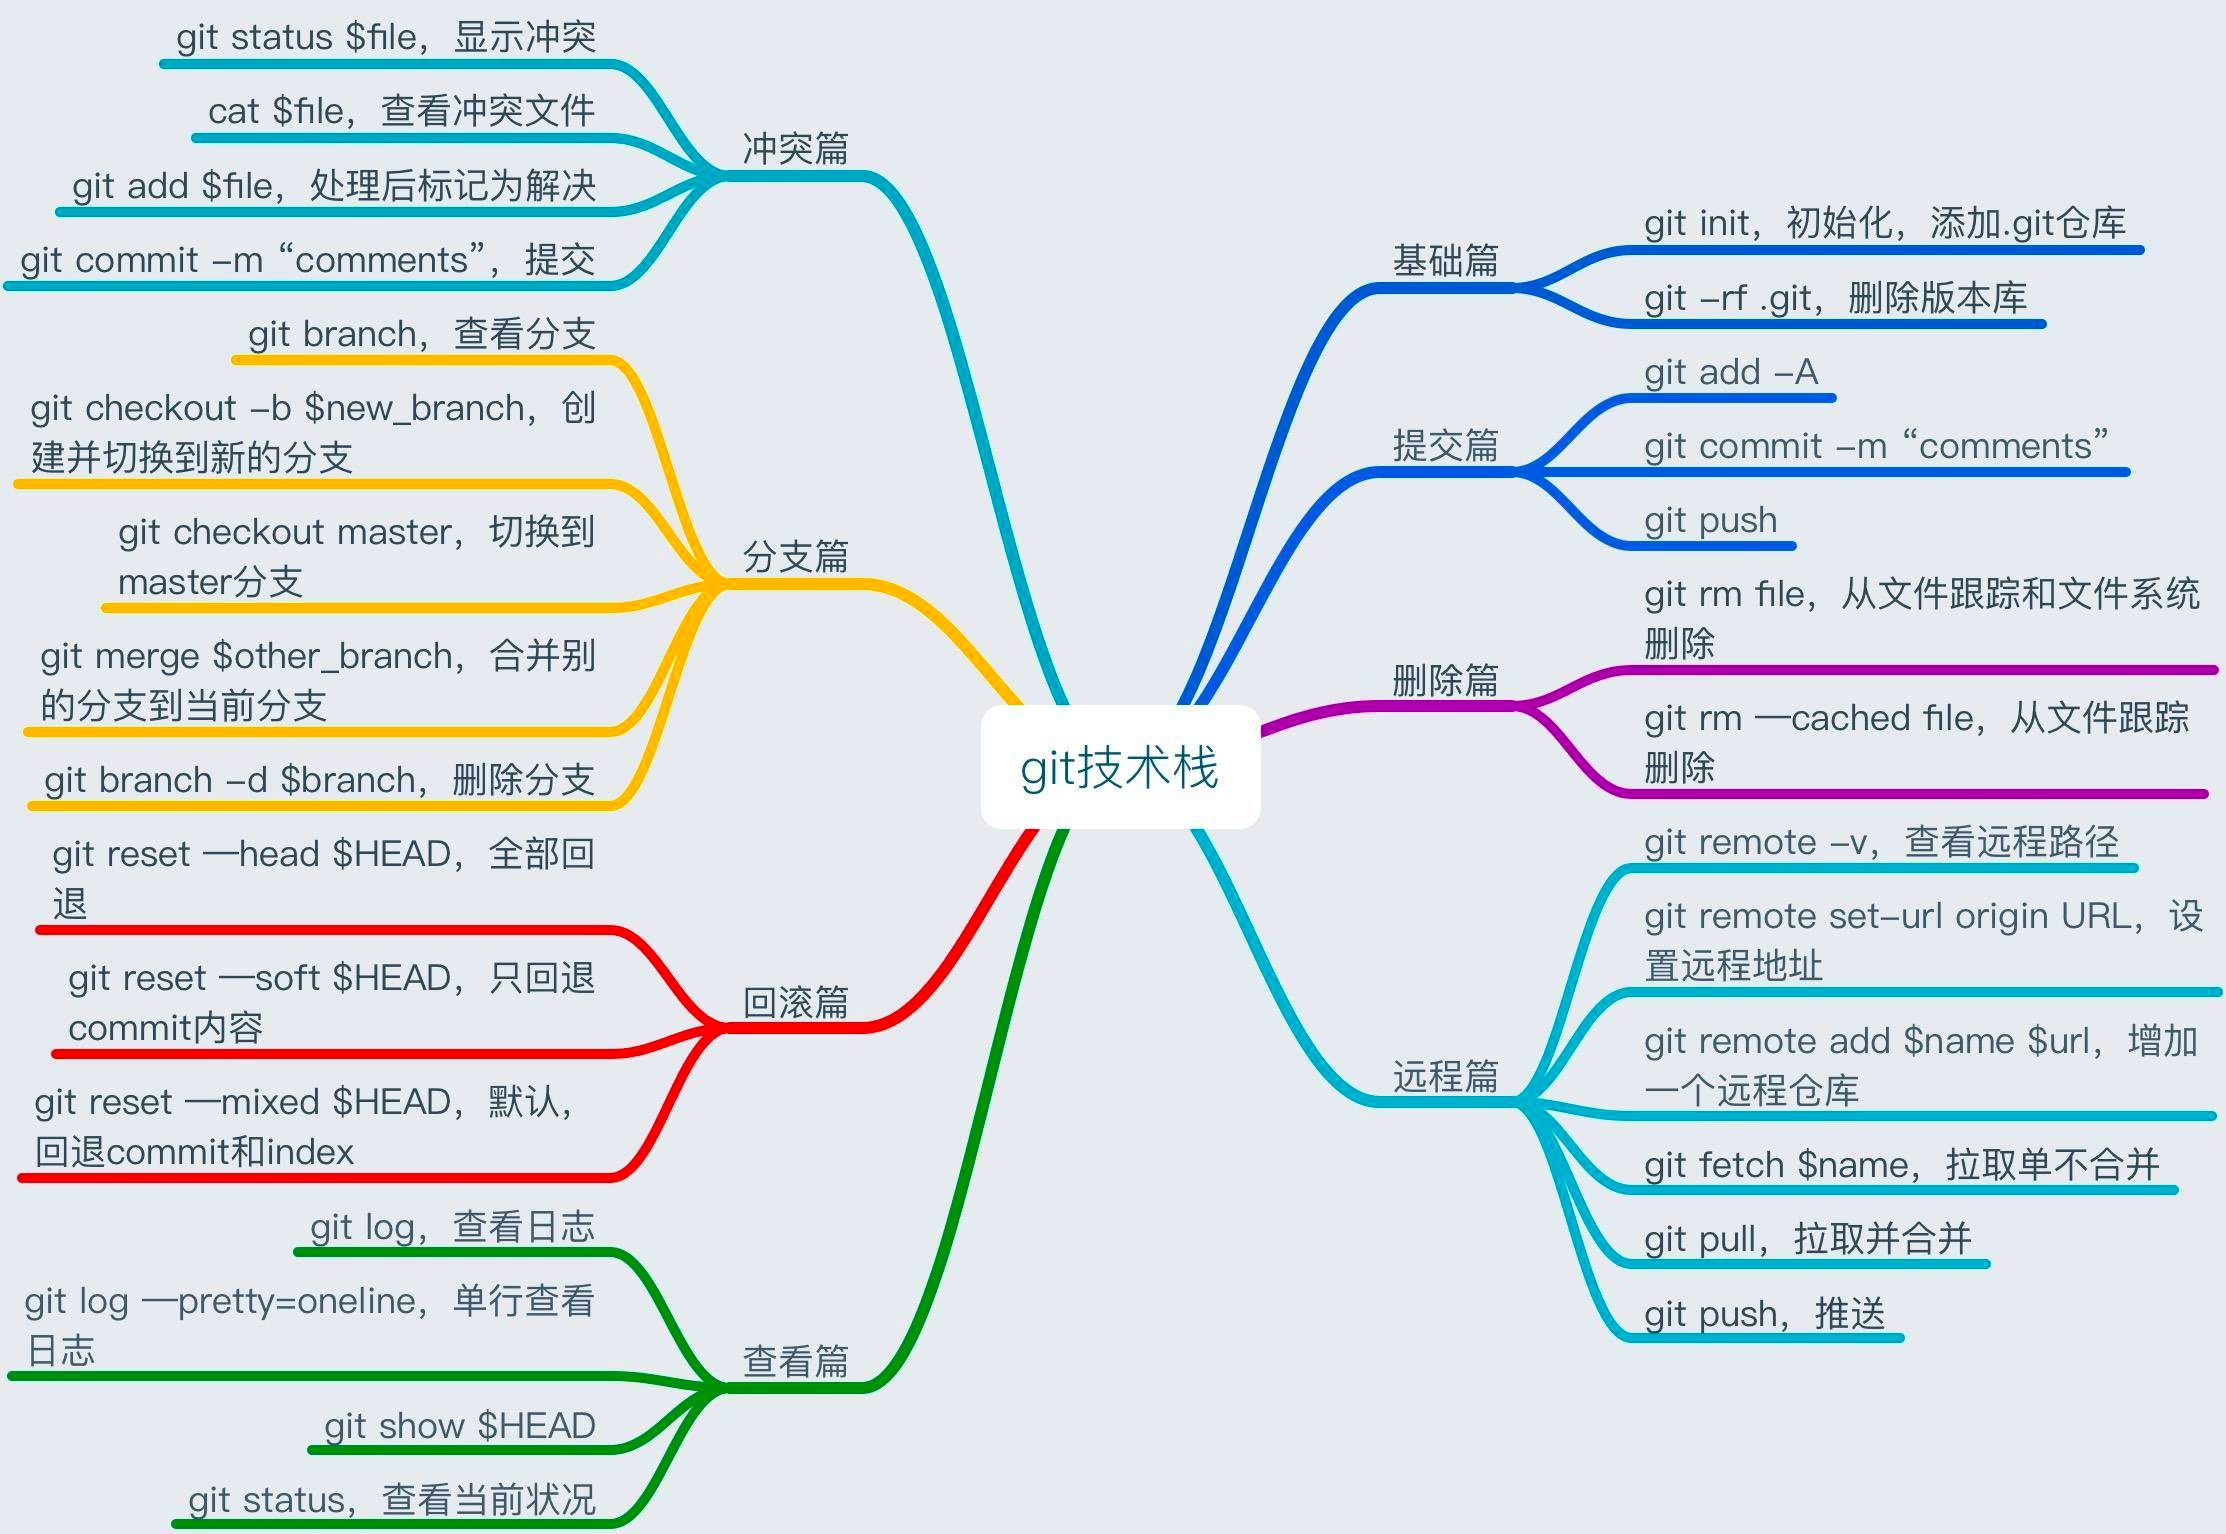 git技术栈
基础篇
git init，初始化，添加.git仓库
git -rf .git，删除版本库
提交篇
git add -A
git commit -m “comments”
git push
删除篇
git rm file，从文件跟踪和文件系统
删除
git rm —cached file，从文件跟踪
删除
远程篇
git remote -v，查看远程路径
git remote set-url origin URL，设
置远程地址
git remote add $name $url，增加
一个远程仓库
git fetch $name，拉取单不合并
git pull，拉取并合并
git push，推送
冲突篇
git status $file，显示冲突
cat $file，查看冲突文件
git add $file，处理后标记为解决
git commit -m “comments”，提交
分支篇
git branch，查看分支
git checkout -b $new_branch，创
建并切换到新的分支
git checkout master，切换到
master分支
git merge $other_branch，合并别
的分支到当前分支
git branch -d $branch，删除分支
回滚篇
git reset —head $HEAD，全部回
退
git reset —soft $HEAD，只回退
commit内容
git reset —mixed $HEAD，默认，
回退commit和index
查看篇
git log，查看日志
git log —pretty=oneline，单行查看
日志
git show $HEAD
git status，查看当前状况